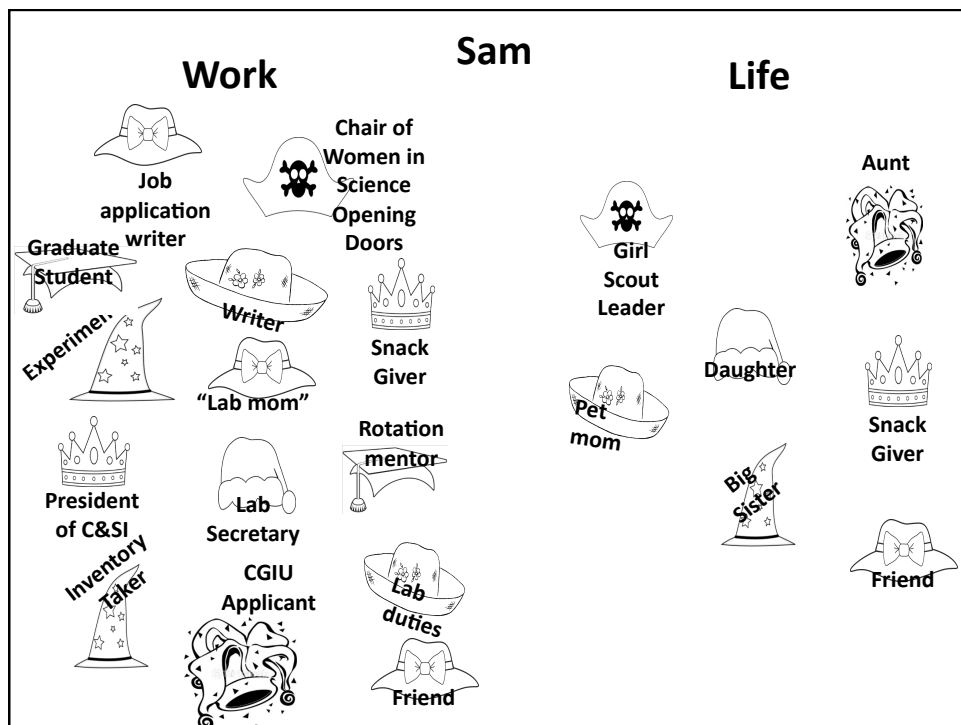 Sam
Work
Life
Job
application
writer
Chair of
Women in
Science
Opening
Doors
Graduate
Student
Writer
Experimen
"Lab mom"
Snack
Giver
President
of C&SI
Lab
Secretary
Rotation
mentor
Inventory
Taker
CGIU
Applicant
Lab
duties
Friend
Girl
Scout
Leader
Aunt
Daughter
Pet
mom
Snack
Giver
Big
Sister
Friend